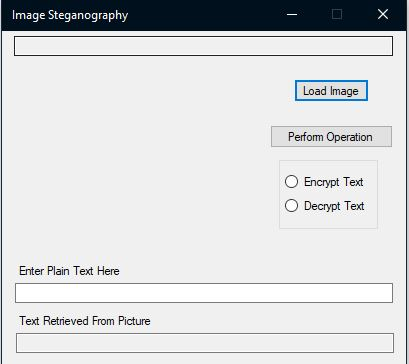 Image Steganography
Load Image
Perform Operation
Encrypt Text
Decrypt Text
Enter Plain Text Here
Text Retrieved From Picture